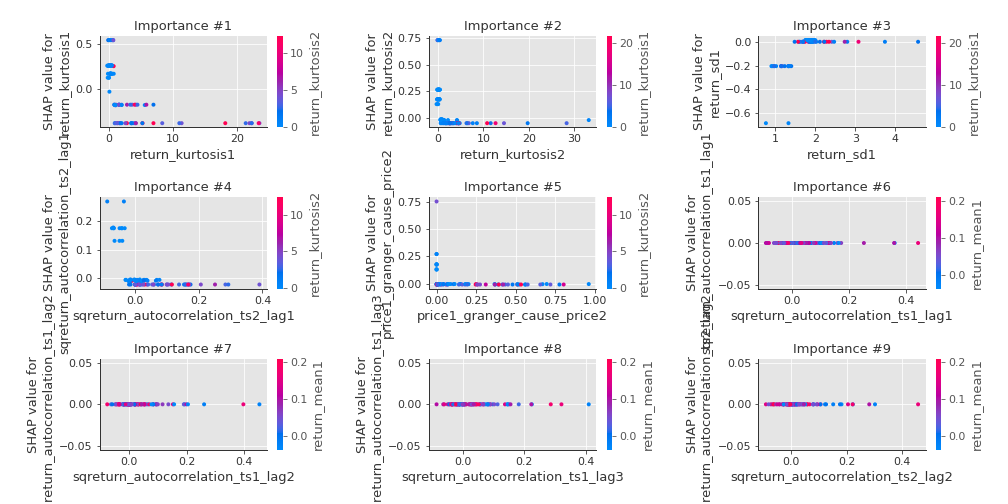 Importance #1
SHAP value for
return_kurtosis1
0.5
0.0
0
10
20
return_kurtosis1
10
5
0
return_kurtosis2
Importance #2
SHAP value for
return_kurtosis2
0.75
0.50
0.25
0.00
0
10
20
30
return_kurtosis2
20
10
0
return_kurtosis1
Importance #3
SHAP value for
return_sd1
0.0
−0.2
−0.4
−0.6
1
2
3
4
return_sd1
20
10
0
return_kurtosis1
Importance #4
SHAP value for
sqreturn_autocorrelation_ts2_lag1
0.2
0.1
0.0
0.0
0.2
0.4
sqreturn_autocorrelation_ts2_lag1
10
5
0
return_kurtosis2
Importance #5
SHAP value for
price1_granger_cause_price2
0.75
0.50
0.25
0.00
0.00
0.25
0.50
0.75
1.00
price1_granger_cause_price2
10
5
0
return_kurtosis2
Importance #6
SHAP value for
sqreturn_autocorrelation_ts1_lag1
0.05
0.00
−0.05
0.0
0.2
0.4
sqreturn_autocorrelation_ts1_lag1
0.2
0.1
0.0
return_mean1
Importance #7
SHAP value for
return_autocorrelation_ts1_lag2
0.05
0.00
−0.05
0.0
0.2
0.4
sqreturn_autocorrelation_ts1_lag2
0.2
0.1
0.0
return_mean1
Importance #8
SHAP value for
return_autocorrelation_ts1_lag3
0.05
0.00
−0.05
0.0
0.2
0.4
sqreturn_autocorrelation_ts1_lag3
0.2
0.1
0.0
return_mean1
Importance #9
SHAP value for
return_autocorrelation_ts2_lag2
0.05
0.00
−0.05
0.0
0.2
0.4
sqreturn_autocorrelation_ts2_lag2
0.2
0.1
0.0
return_mean1